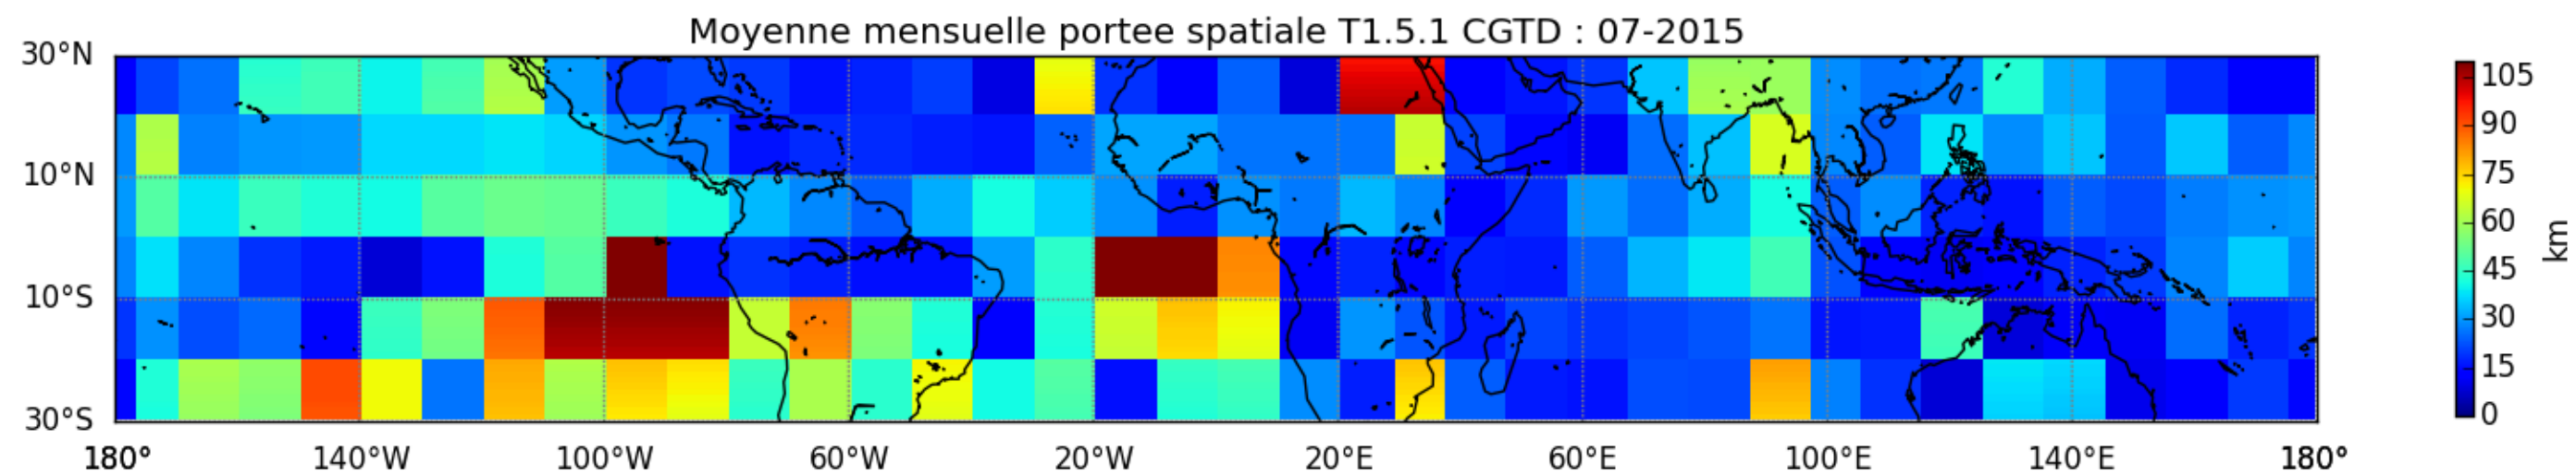 Moyenne mensuelle portee spatiale T1.5.1 CGTD : 07-2015
30°N
10°N
10°S
30°S
180° 140°W 100°W 60°W 20°W 20°E 60°E 100°E 140°E 180°
105
90
75
60
45
30
15
0
km